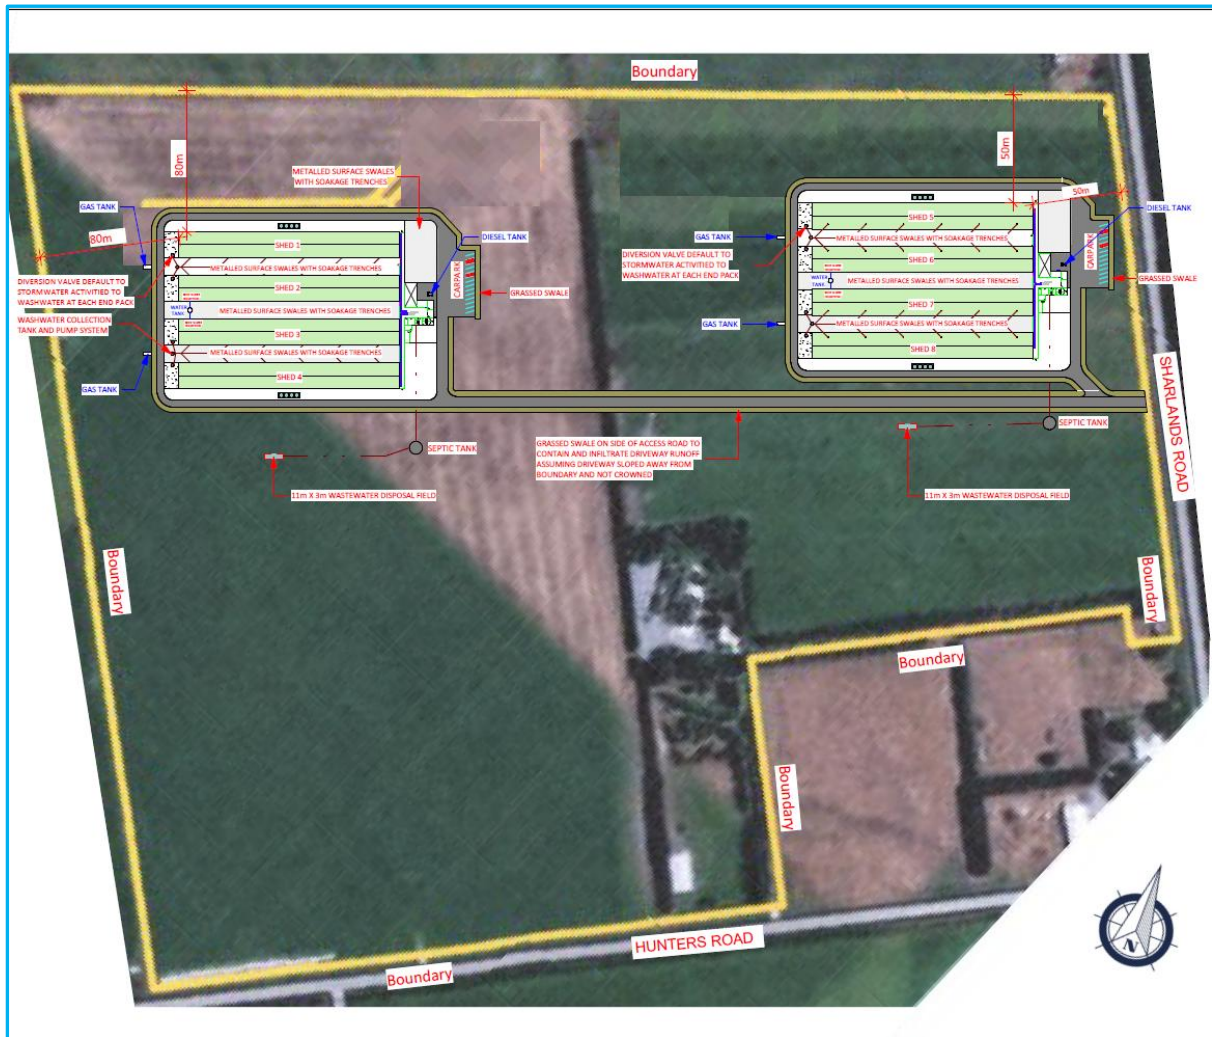 Boundary
80m
50m
METALLED SURFACE SWALES
WITH SOAKAGE TRENCHES
GAS TANK
80m
DIVERSION VALVE DEFAULT TO
STORMWATER ACTIVITIED TO
WASHWATER AT EACH END PACK
WASHWATER COLLECTION
TANK AND PUMP SYSTEM
GAS TANK
SHED 1
METALLED SURFACE SWALES WITH SOAKAGE TRENCHES
SHED 2
WATER
TANK
METALLED SURFACE SWALES WITH SOAKAGE TRENCHES
SHED 3
METALLED SURFACE SWALES WITH SOAKAGE TRENCHES
SHED 4
DIESEL TANK
CARPARK
GRASSED SWALE
50m
DIESEL TANK
GAS TANK
DIVERSION VALVE DEFAULT TO
STORMWATER ACTIVITIED TO
WASHWATER AT EACH END PACK
GAS TANK
SHED 5
METALLED SURFACE SWALES WITH SOAKAGE TRENCHES
SHED 6
WATER
TANK
METALLED SURFACE SWALES WITH SOAKAGE TRENCHES
SHED 7
METALLED SURFACE SWALES WITH SOAKAGE TRENCHES
SHED 8
CARPARK
GRASSED SWALE
SHARLANDS ROAD
SEPTIC TANK
11m X 3m WASTEWATER DISPOSAL FIELD
GRASSED SWALE ON SIDE OF ACCESS ROAD TO
CONTAIN AND INFILTRATE DRIVEWAY RUNOFF
ASSUMING DRIVEWAY SLOPED AWAY FROM
BOUNDARY AND NOT CROWNED
SEPTIC TANK
11m X 3m WASTEWATER DISPOSAL FIELD
Boundary
Boundary
Boundary
Boundary
HUNTERS ROAD
Boundary
N